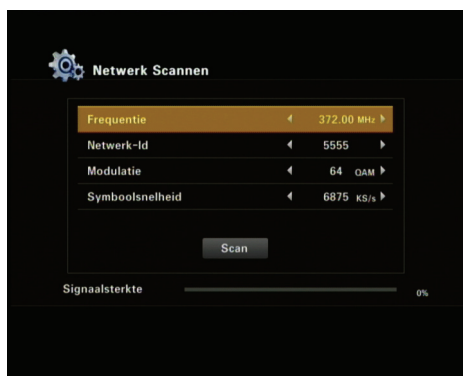 Netwerk Scannen
Frequentie 372.00 MHz
Netwerk-Id 5555
Modulatie 64 QAM
Symboolsnelheid 6875 KS/s
Scan
Signaalsterkte 0%